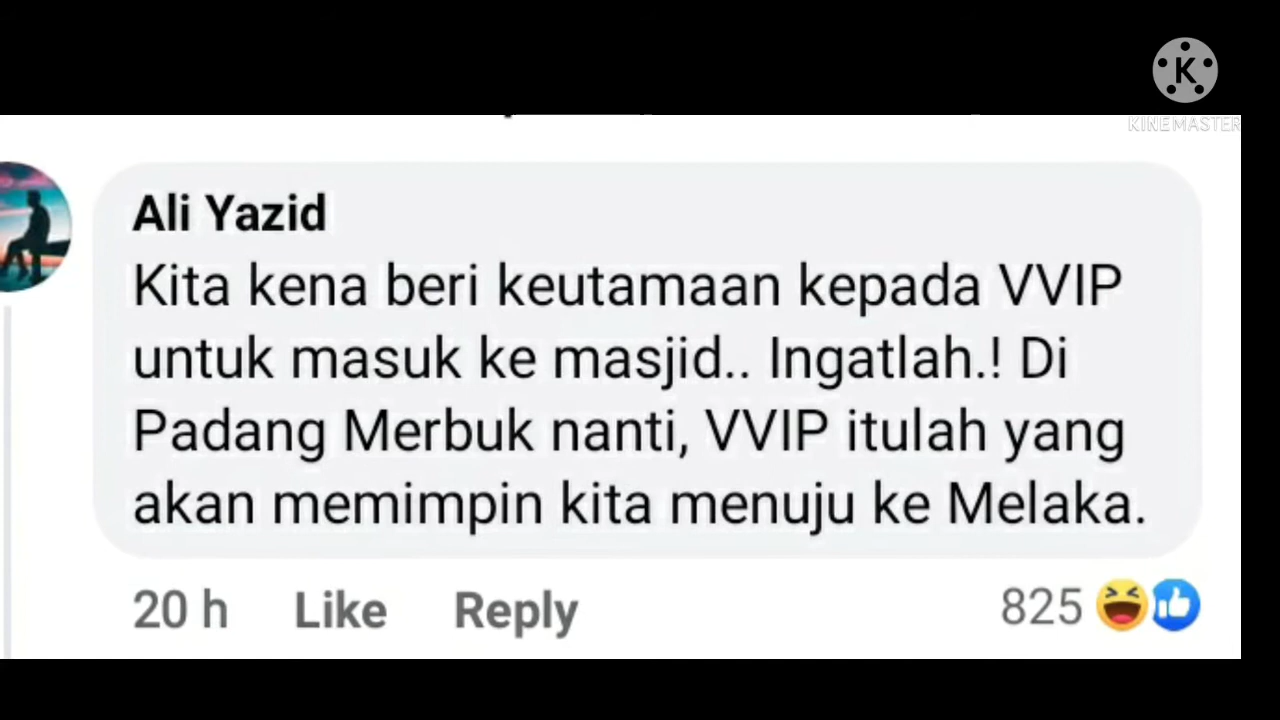 K
KINEMASTER
Ali Yazid
Kita kena beri keutamaan kepada VVIP
untuk masuk ke masjid.. Ingatlah.! Di
Padang Merbuk nanti, VVIP itulah yang
akan memimpin kita menuju ke Melaka.
20 h Like Reply 825